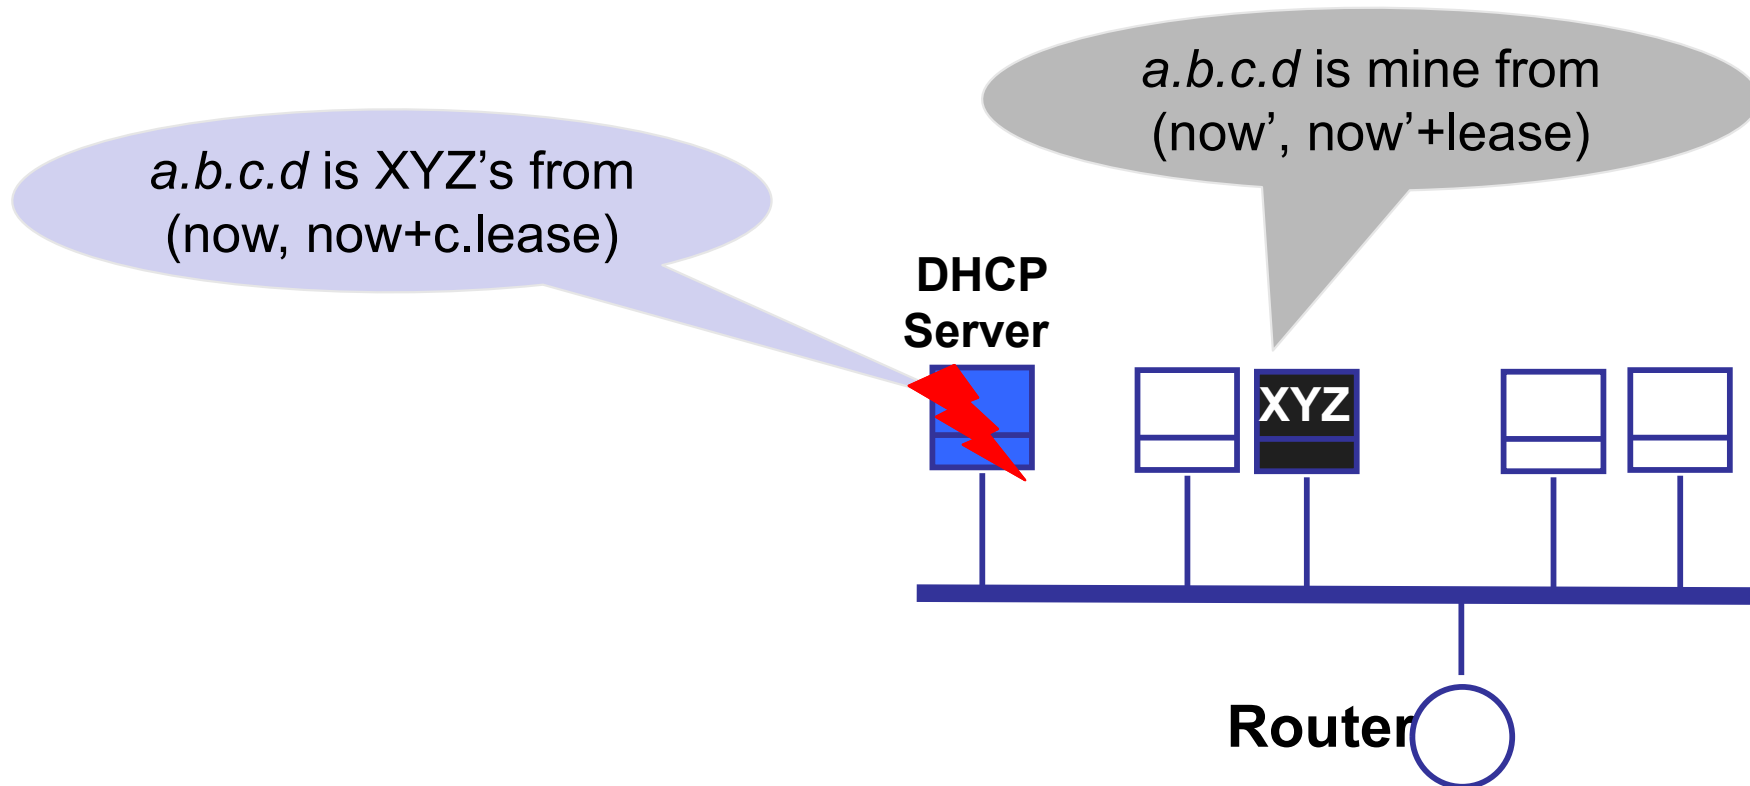 a.b.c.d is mine from
(now’, now’+lease)
a.b.c.d is XYZ’s from
(now, now+c.lease)
DHCP
Server
XYZ
Router